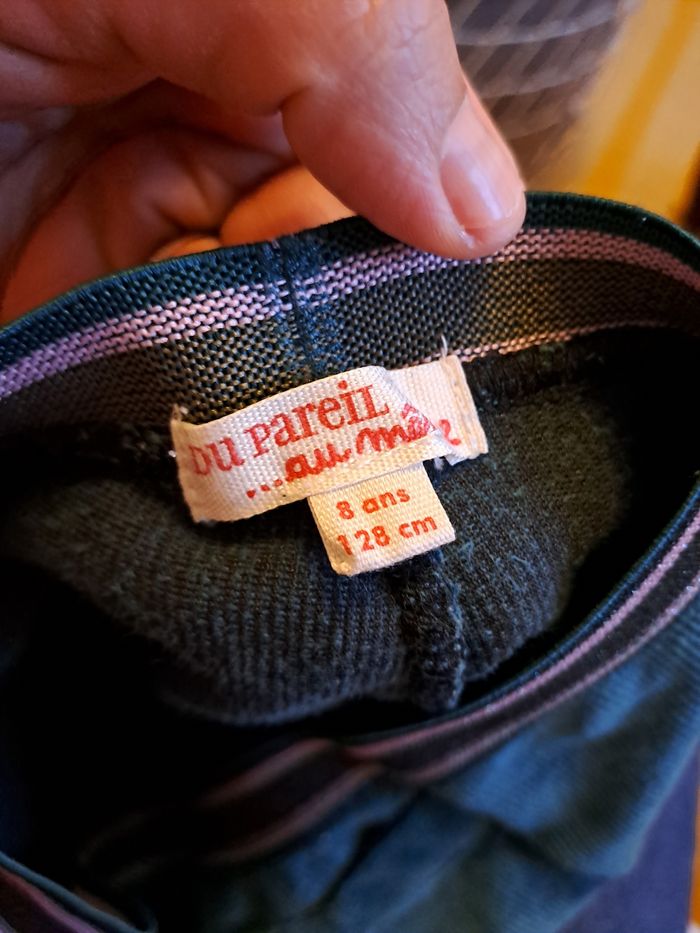 DU PAREIL
...au même
8 ans
128 cm